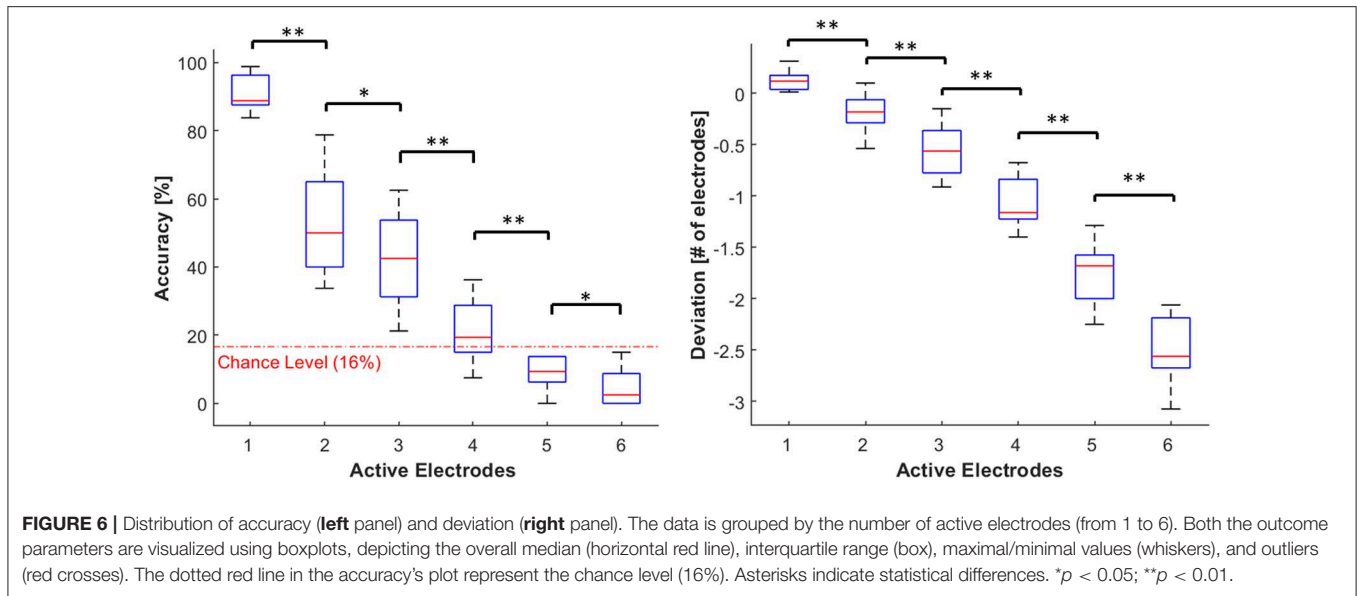 **
*
**
**
*
100
80
60
40
20
0
Accuracy [%]
Chance Level (16%)
1 2 3 4 5 6
Active Electrodes
**
**
**
**
**
0
-0.5
-1
-1.5
-2
-2.5
-3
Deviation [# of electrodes]
1 2 3 4 5 6
Active Electrodes
FIGURE 6 | Distribution of accuracy (left panel) and deviation (right panel). The data is grouped by the number of active electrodes (from 1 to 6). Both the outcome
parameters are visualized using boxplots, depicting the overall median (horizontal red line), interquartile range (box), maximal/minimal values (whiskers), and outliers
(red crosses). The dotted red line in the accuracy's plot represent the chance level (16%). Asterisks indicate statistical differences. *p < 0.05; **p < 0.01.